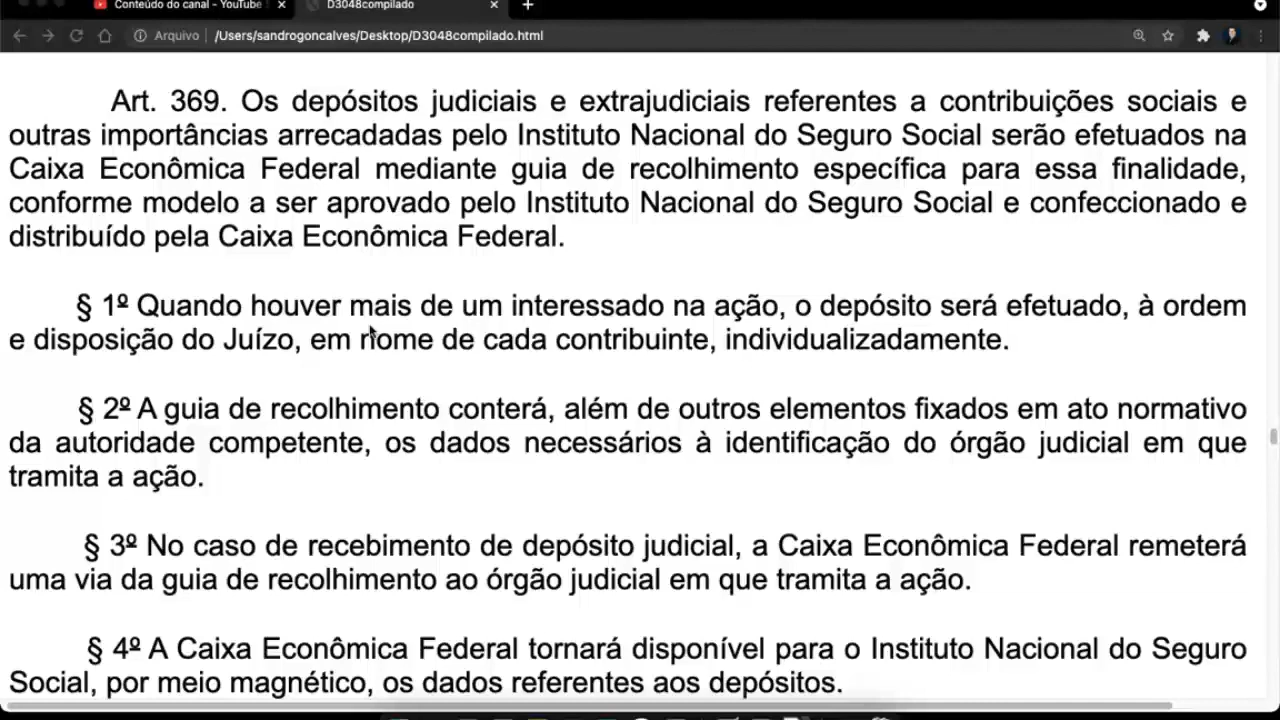 Conteúdo do canal - YouTube
D3048compilado
Arquivo
/Users/sandrogoncalves/Desktop/D3048compilado.html
Art. 369. Os depósitos judiciais e extrajudiciais referentes a contribuições sociais e
outras importâncias arrecadadas pelo Instituto Nacional do Seguro Social serão efetuados na
Caixa Econômica Federal mediante guia de recolhimento específica para essa finalidade,
conforme modelo a ser aprovado pelo Instituto Nacional do Seguro Social e confeccionado e
distribuído pela Caixa Econômica Federal.
§ 1º Quando houver mais de um interessado na ação, o depósito será efetuado, à ordem
e disposição do Juízo, em nome de cada contribuinte, individualizadamente.
§ 2º A guia de recolhimento conterá, além de outros elementos fixados em ato normativo
da autoridade competente, os dados necessários à identificação do órgão judicial em que
tramita a ação.
§ 3º No caso de recebimento de depósito judicial, a Caixa Econômica Federal remeterá
uma via da guia de recolhimento ao órgão judicial em que tramita a ação.
§ 4º A Caixa Econômica Federal tornará disponível para o Instituto Nacional do Seguro
Social, por meio magnético, os dados referentes aos depósitos.